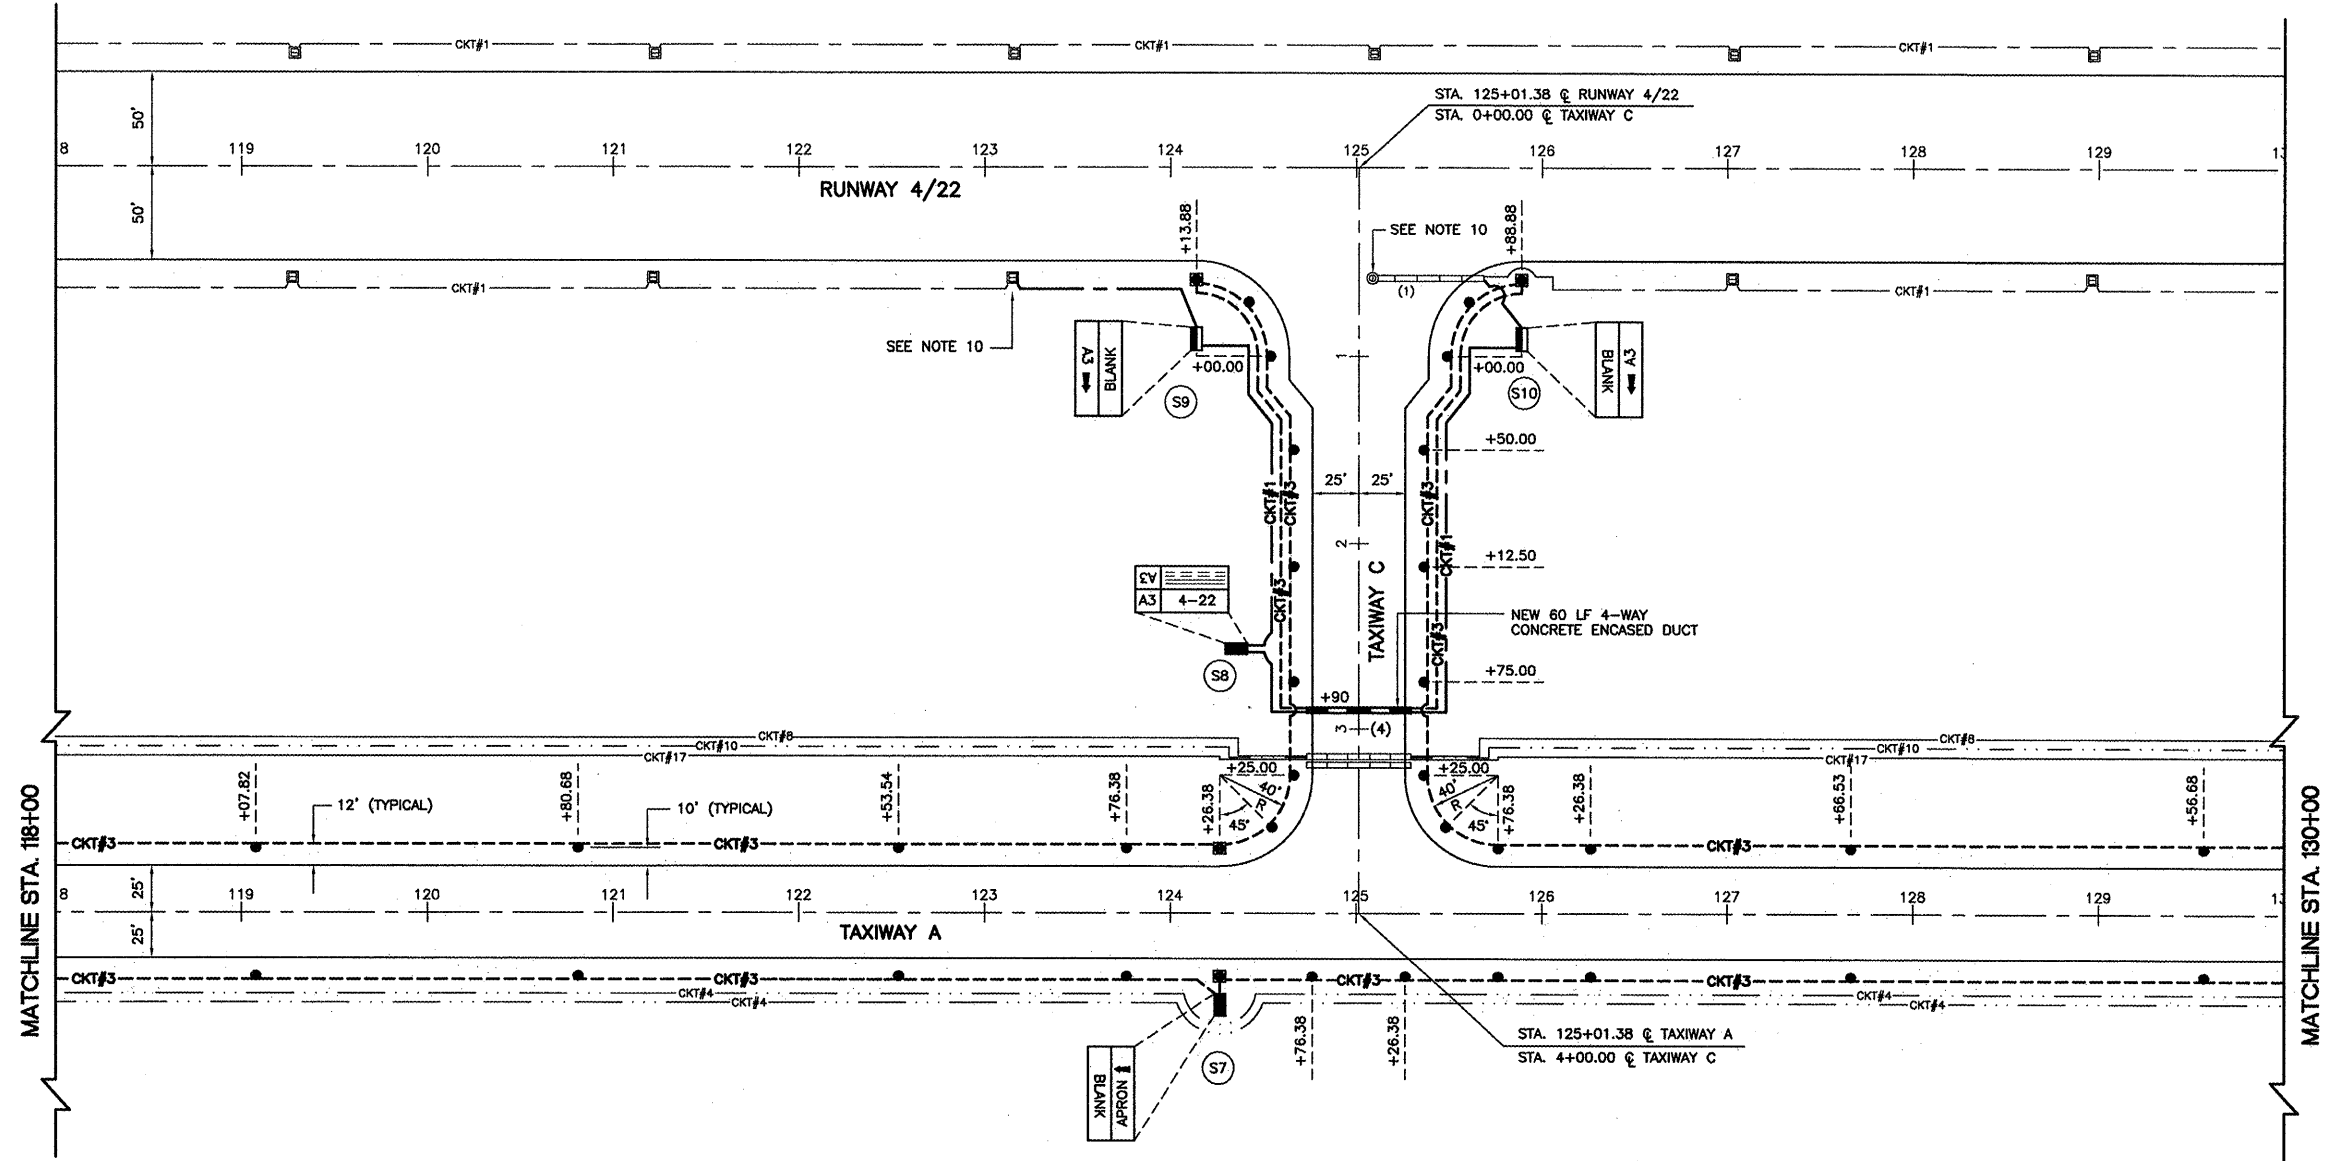 CKT#1 CKT#1 CKT#1
STA. 125+01.38 ℄ RUNWAY 4/22
STA. 0+00.00 ℄ TAXIWAY C
50'
8 119 120 121 122 123 124 125 126 127 128 129 13
RUNWAY 4/22
50'
+13.88
SEE NOTE 10
+88.88
CKT#1
(1)
CKT#1
SEE NOTE 10
A3
BLANK
S9
+00.00
1
+00.00
S10
BLANK
A3
+50.00
25' 25'
CKT#1
CKT#3
CKT#3
2
CKT#1
+12.50
A3
A3 4-22
CKT#3
TAXIWAY C
NEW 60 LF 4-WAY
CONCRETE ENCASED DUCT
CKT#3
S8
+75.00
+90
3 (4)
CKT#8
CKT#10
CKT#17
CKT#8
CKT#10
CKT#17
MATCHLINE STA. 118+00
+07.82
12' (TYPICAL)
+80.68
10' (TYPICAL)
+53.54
+76.38
+26.38
+25.00
40'
R
45°
+25.00
40'
R
45°
+76.38
+26.38
+66.53
+56.68
MATCHLINE STA. 130+00
CKT#3 CKT#3 CKT#3
25'
8 119 120 121 122 123 124 125 126 127 128 129 13
25'
TAXIWAY A
CKT#3 CKT#3 CKT#3 CKT#3
CKT#4
CKT#4
CKT#4
CKT#4
BLANK
APRON
S7
+76.38
+26.38
STA. 125+01.38 ℄ TAXIWAY A
STA. 4+00.00 ℄ TAXIWAY C